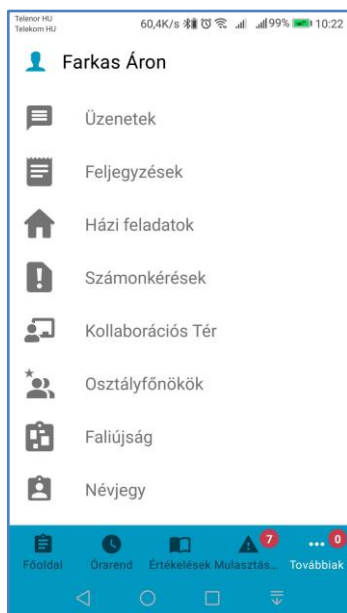 Telenor HU
Telekom HU
60,4K/s 99% 10:22
Farkas Áron
Üzenetek
Feljegyzések
Házi feladatok
Számonkérések
Kollaborációs Tér
Osztályfőnökök
Faliújság
Névjegy
7 0
Főoldal Órarend Értékelések Mulasztás... Továbbiak